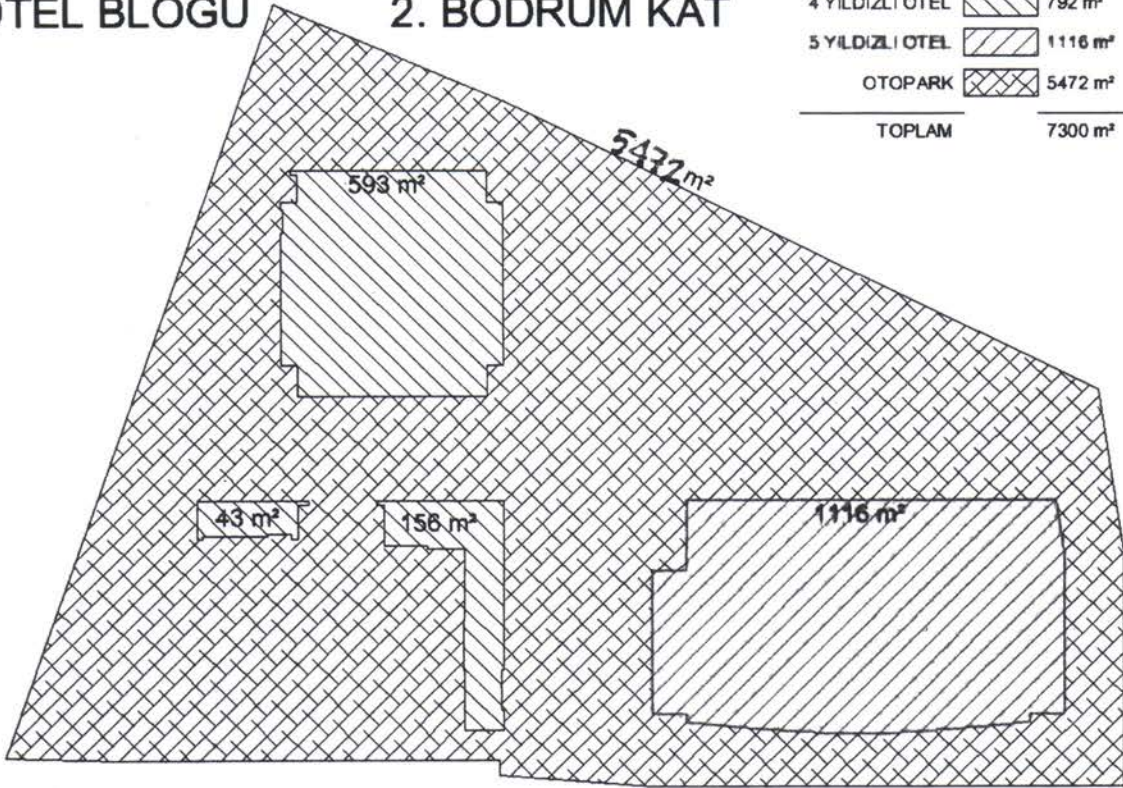 OTEL BLOĞU 2. BODRUM KAT
4 YILDIZLI OTEL 792 m²
5 YILDIZLI OTEL 1116 m²
OTOPARK 5472 m²
TOPLAM 7300 m²
5472 m²
593 m²
43 m²
156 m²
1116 m²